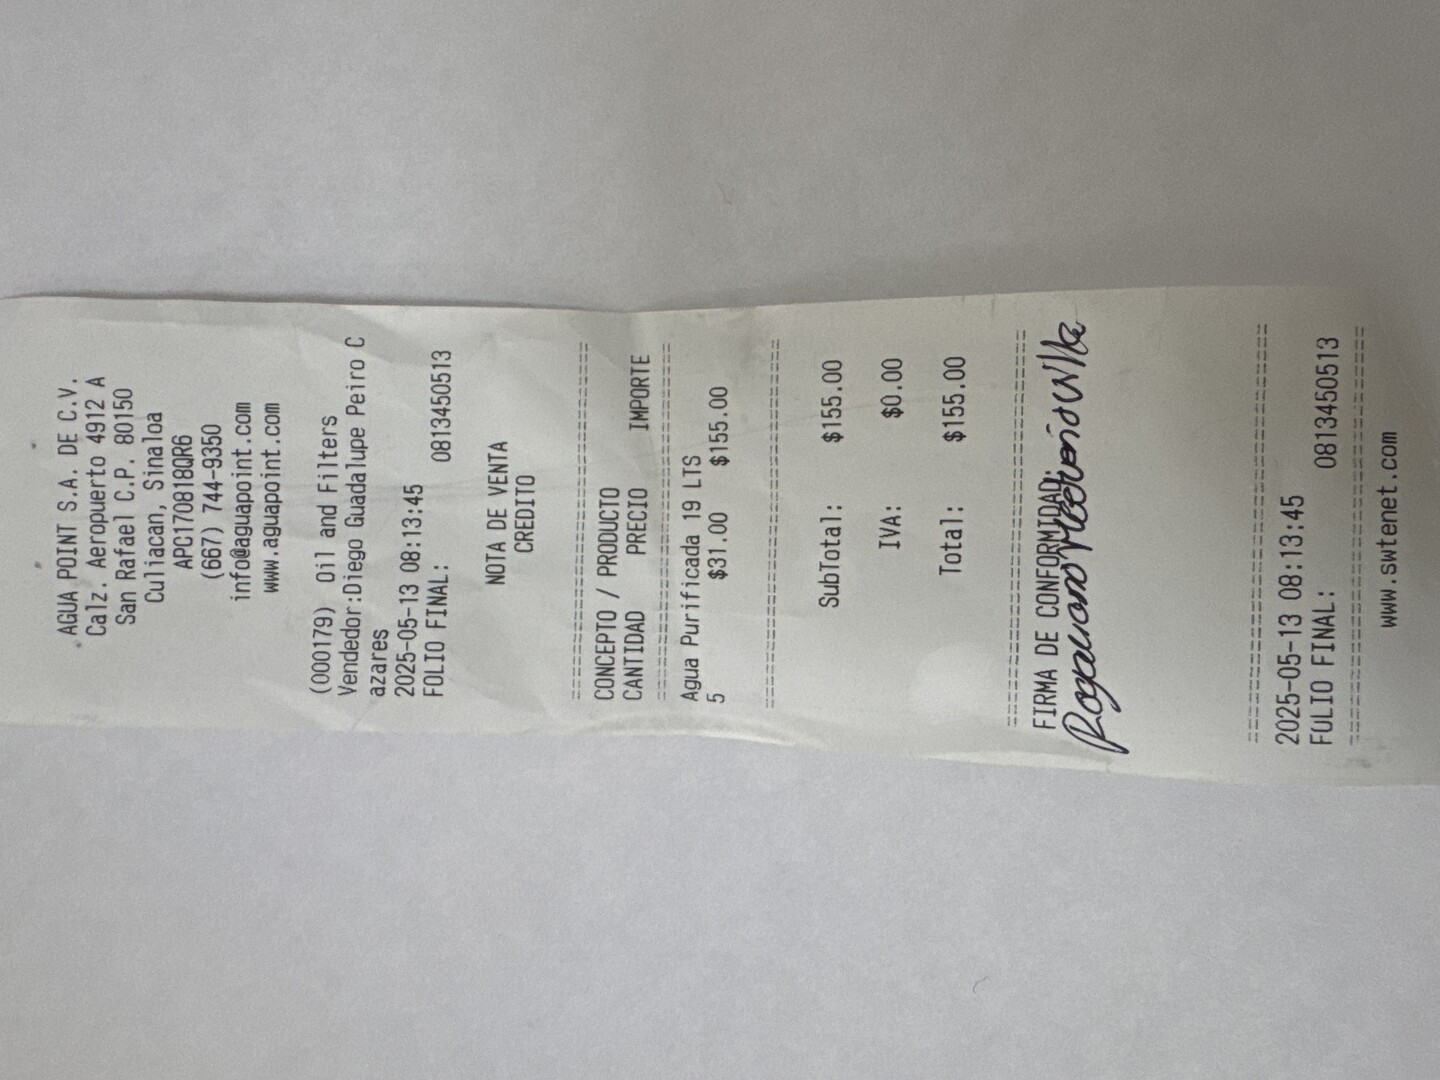 AGUA POINT S.A. DE C.V.
Calz. Aeropuerto 4912 A
San Rafael C.P. 80150
Culiacan, Sinaloa
APC170818QR6
(667) 744-9350
info@aguapoint.com
www.aguapoint.com
(000179) Oil and Filters
Vendedor:Diego Guadalupe Peiro C
azares
2025-05-13 08:13:45
FOLIO FINAL: 0813450513
NOTA DE VENTA
CREDITO
================================
CONCEPTO / PRODUCTO
CANTIDAD PRECIO IMPORTE
================================
Agua Purificada 19 LTS
5 $31.00 $155.00
================================
SubTotal: $155.00
IVA: $0.00
Total: $155.00
================================
FIRMA DE CONFORMIDAD:
================================
2025-05-13 08:13:45
FOLIO FINAL: 0813450513
================================
www.swtenet.com